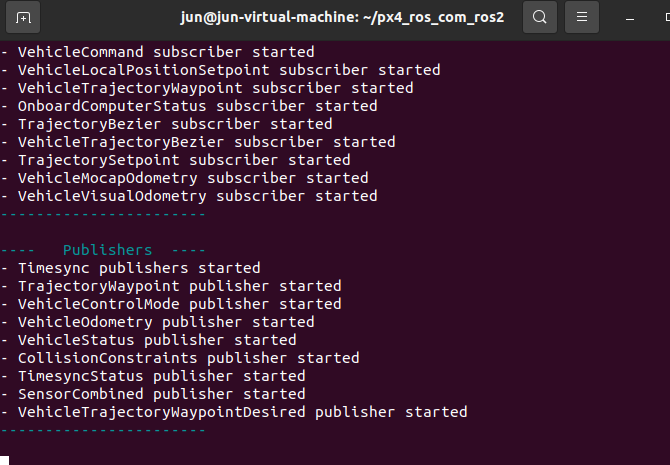 jun@jun-virtual-machine: ~/px4_ros_com_ros2
- VehicleCommand subscriber started
- VehicleLocalPositionSetpoint subscriber started
- VehicleTrajectoryWaypoint subscriber started
- OnboardComputerStatus subscriber started
- TrajectoryBezier subscriber started
- VehicleTrajectoryBezier subscriber started
- TrajectorySetpoint subscriber started
- VehicleMocapOdometry subscriber started
- VehicleVisualOdometry subscriber started
-----------------------
----   Publishers  ----
- Timesync publishers started
- TrajectoryWaypoint publisher started
- VehicleControlMode publisher started
- VehicleOdometry publisher started
- VehicleStatus publisher started
- CollisionConstraints publisher started
- TimesyncStatus publisher started
- SensorCombined publisher started
- VehicleTrajectoryWaypointDesired publisher started
-----------------------